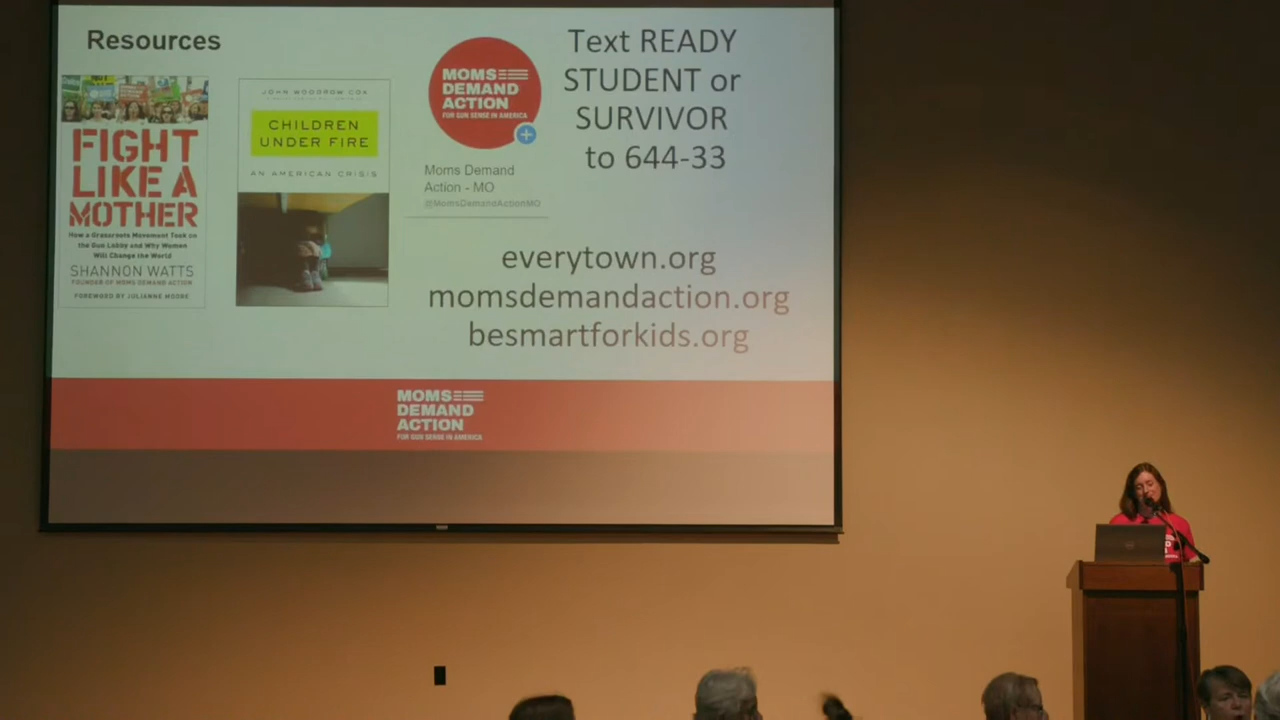 Resources
FIGHT
LIKE A
MOTHER
How a Grassroots Movement Took on
the Gun Lobby and Why Women
Will Change the World
SHANNON WATTS
FOUNDER OF MOMS DEMAND ACTION
FOREWORD BY JULIANNE MOORE
JOHN WOODROW COX
CHILDREN
UNDER FIRE
AN AMERICAN CRISIS
MOMS
DEMAND
ACTION
FOR GUN SENSE IN AMERICA
Moms Demand
Action - MO
@MomsDemandActionMO
Text READY
STUDENT or
SURVIVOR
to 644-33
everytown.org
momsdemandaction.org
besmartforkids.org
MOMS
DEMAND
ACTION
FOR GUN SENSE IN AMERICA